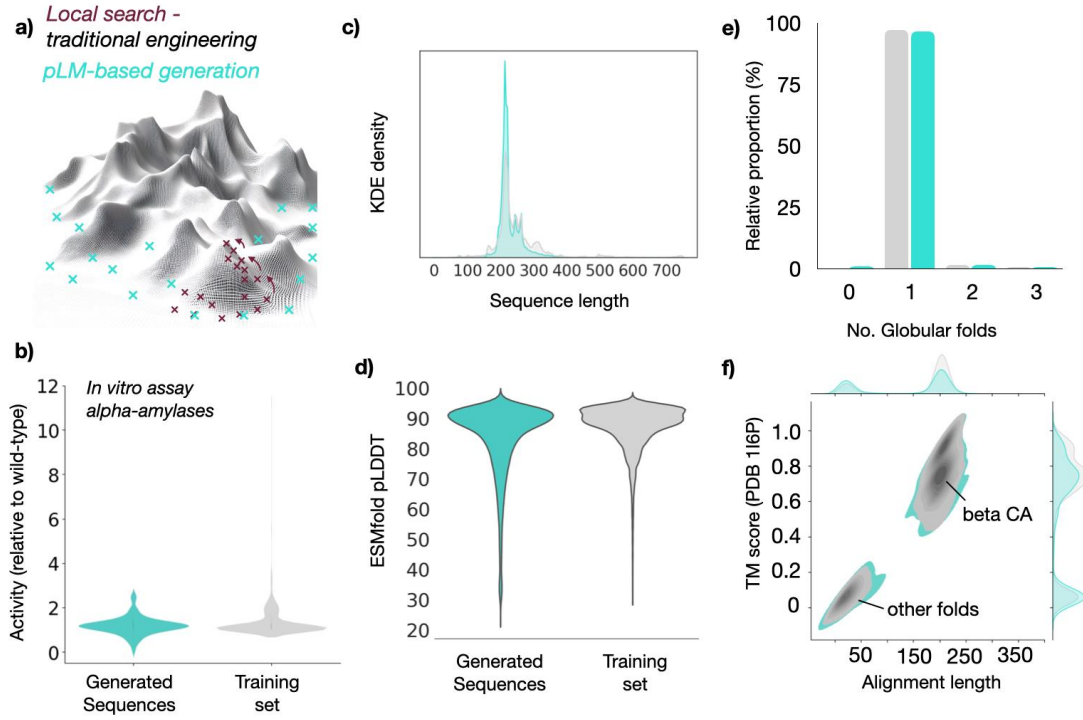 a)
Local search -
traditional engineering
pLM-based generation
b)
In vitro assay
alpha-amylases
Activity (relative to wild-type)
12
10
8
6
4
2
0
Generated
Sequences
Training
set
c)
KDE density
0 100 200 300 400 500 600 700
Sequence length
d)
ESMfold pLDDT
100
90
80
70
60
50
40
30
20
Generated
Sequences
Training
set
e)
Relative proportion (%)
100
75
50
25
0
0 1 2 3
No. Globular folds
f)
TM score (PDB 1I6P)
1.0
0.8
0.6
0.4
0.2
0
beta CA
other folds
50 150 250 350
Alignment length